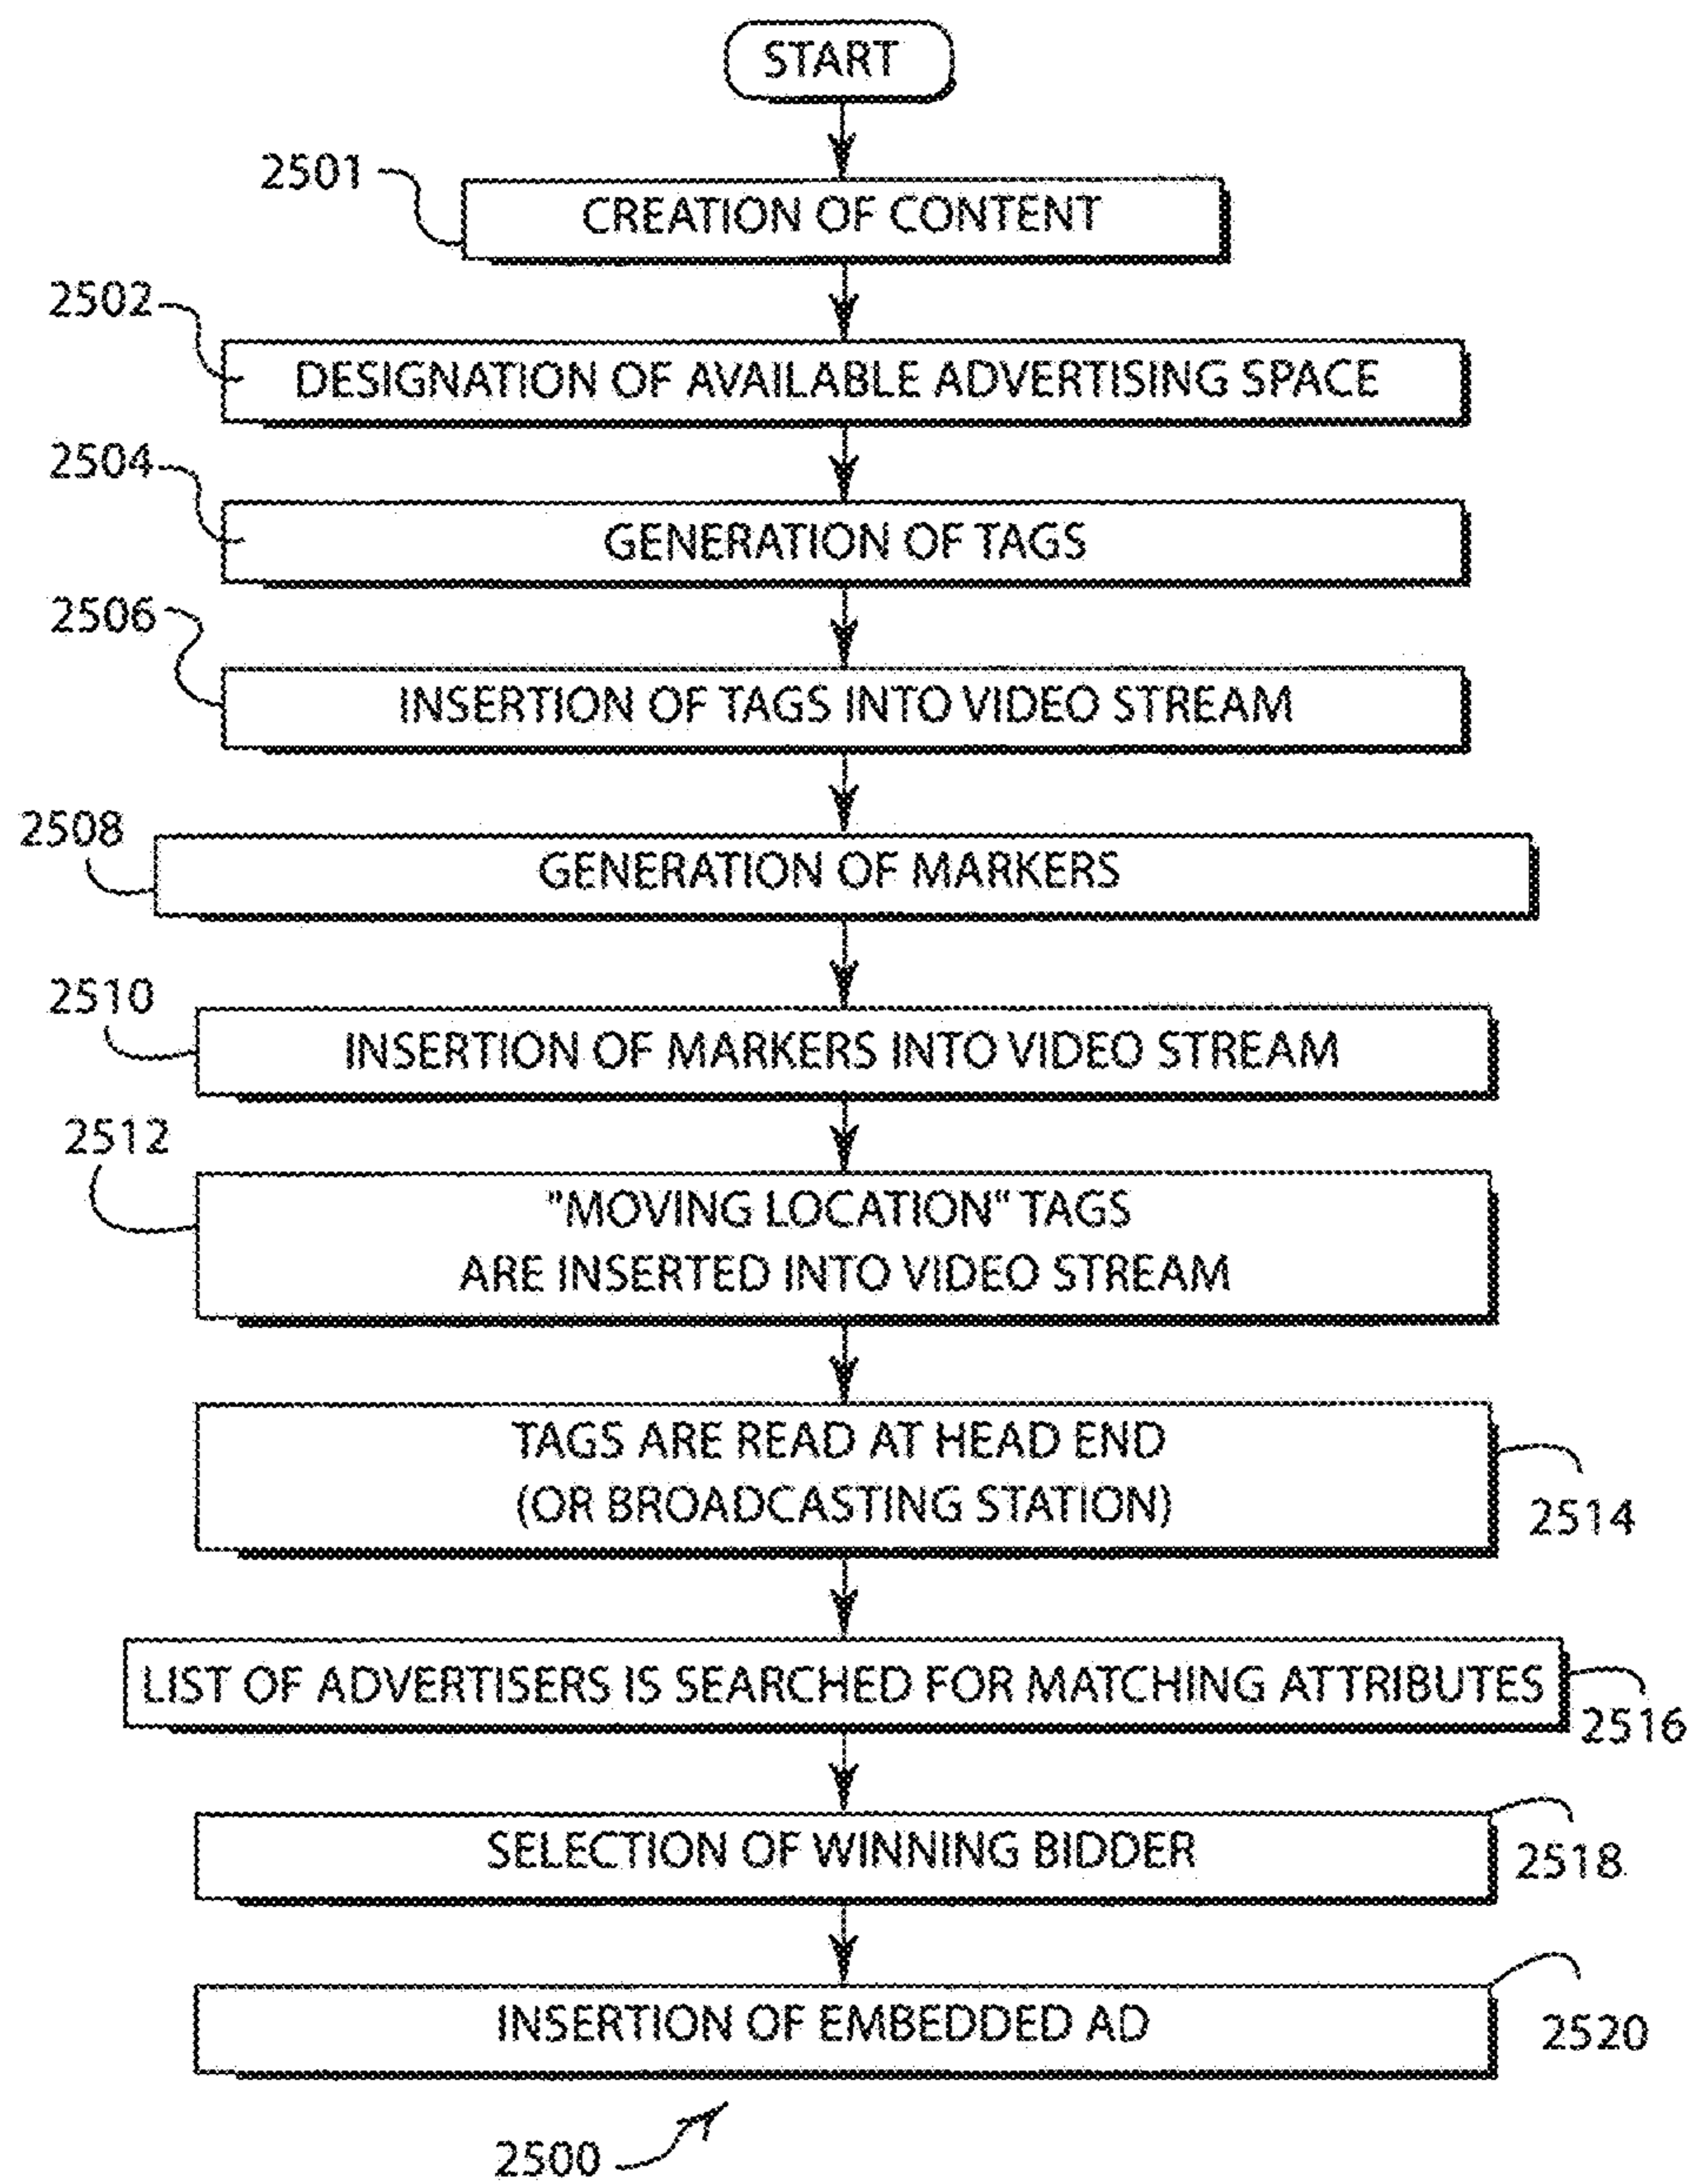 START
2501
CREATION OF CONTENT
2502
DESIGNATION OF AVAILABLE ADVERTISING SPACE
2504
GENERATION OF TAGS
2506
INSERTION OF TAGS INTO VIDEO STREAM
2508
GENERATION OF MARKERS
2510
INSERTION OF MARKERS INTO VIDEO STREAM
2512
"MOVING LOCATION" TAGS
ARE INSERTED INTO VIDEO STREAM
TAGS ARE READ AT HEAD END
(OR BROADCASTING STATION)
2514
LIST OF ADVERTISERS IS SEARCHED FOR MATCHING ATTRIBUTES
2516
SELECTION OF WINNING BIDDER
2518
INSERTION OF EMBEDDED AD
2520
2500